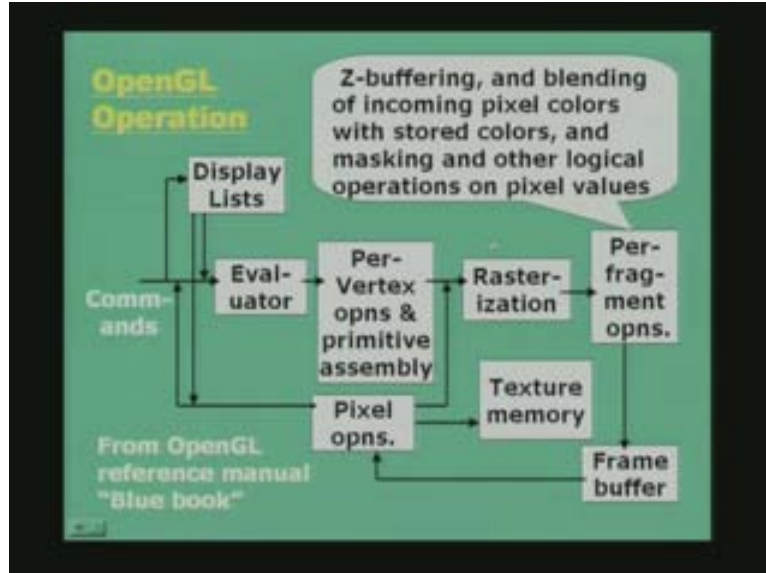 OpenGL
Operation
Z-buffering, and blending
of incoming pixel colors
with stored colors, and
masking and other logical
operations on pixel values
Display
Lists
Comm-
ands
Eval-
uator
Per-
Vertex
opns &
primitive
assembly
Raster-
ization
Per-
frag-
ment
opns.
Pixel
opns.
Texture
memory
Frame
buffer
From OpenGL
reference manual
"Blue book"